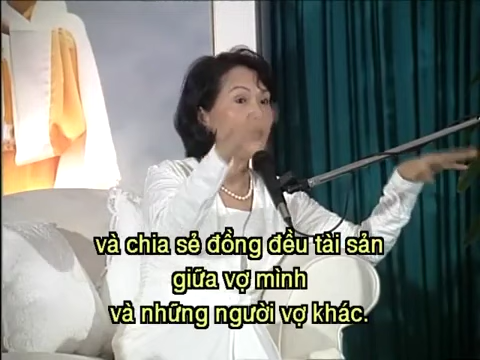 và chia sẻ đồng đều tài sản
giữa vợ mình
và những người vợ khác.